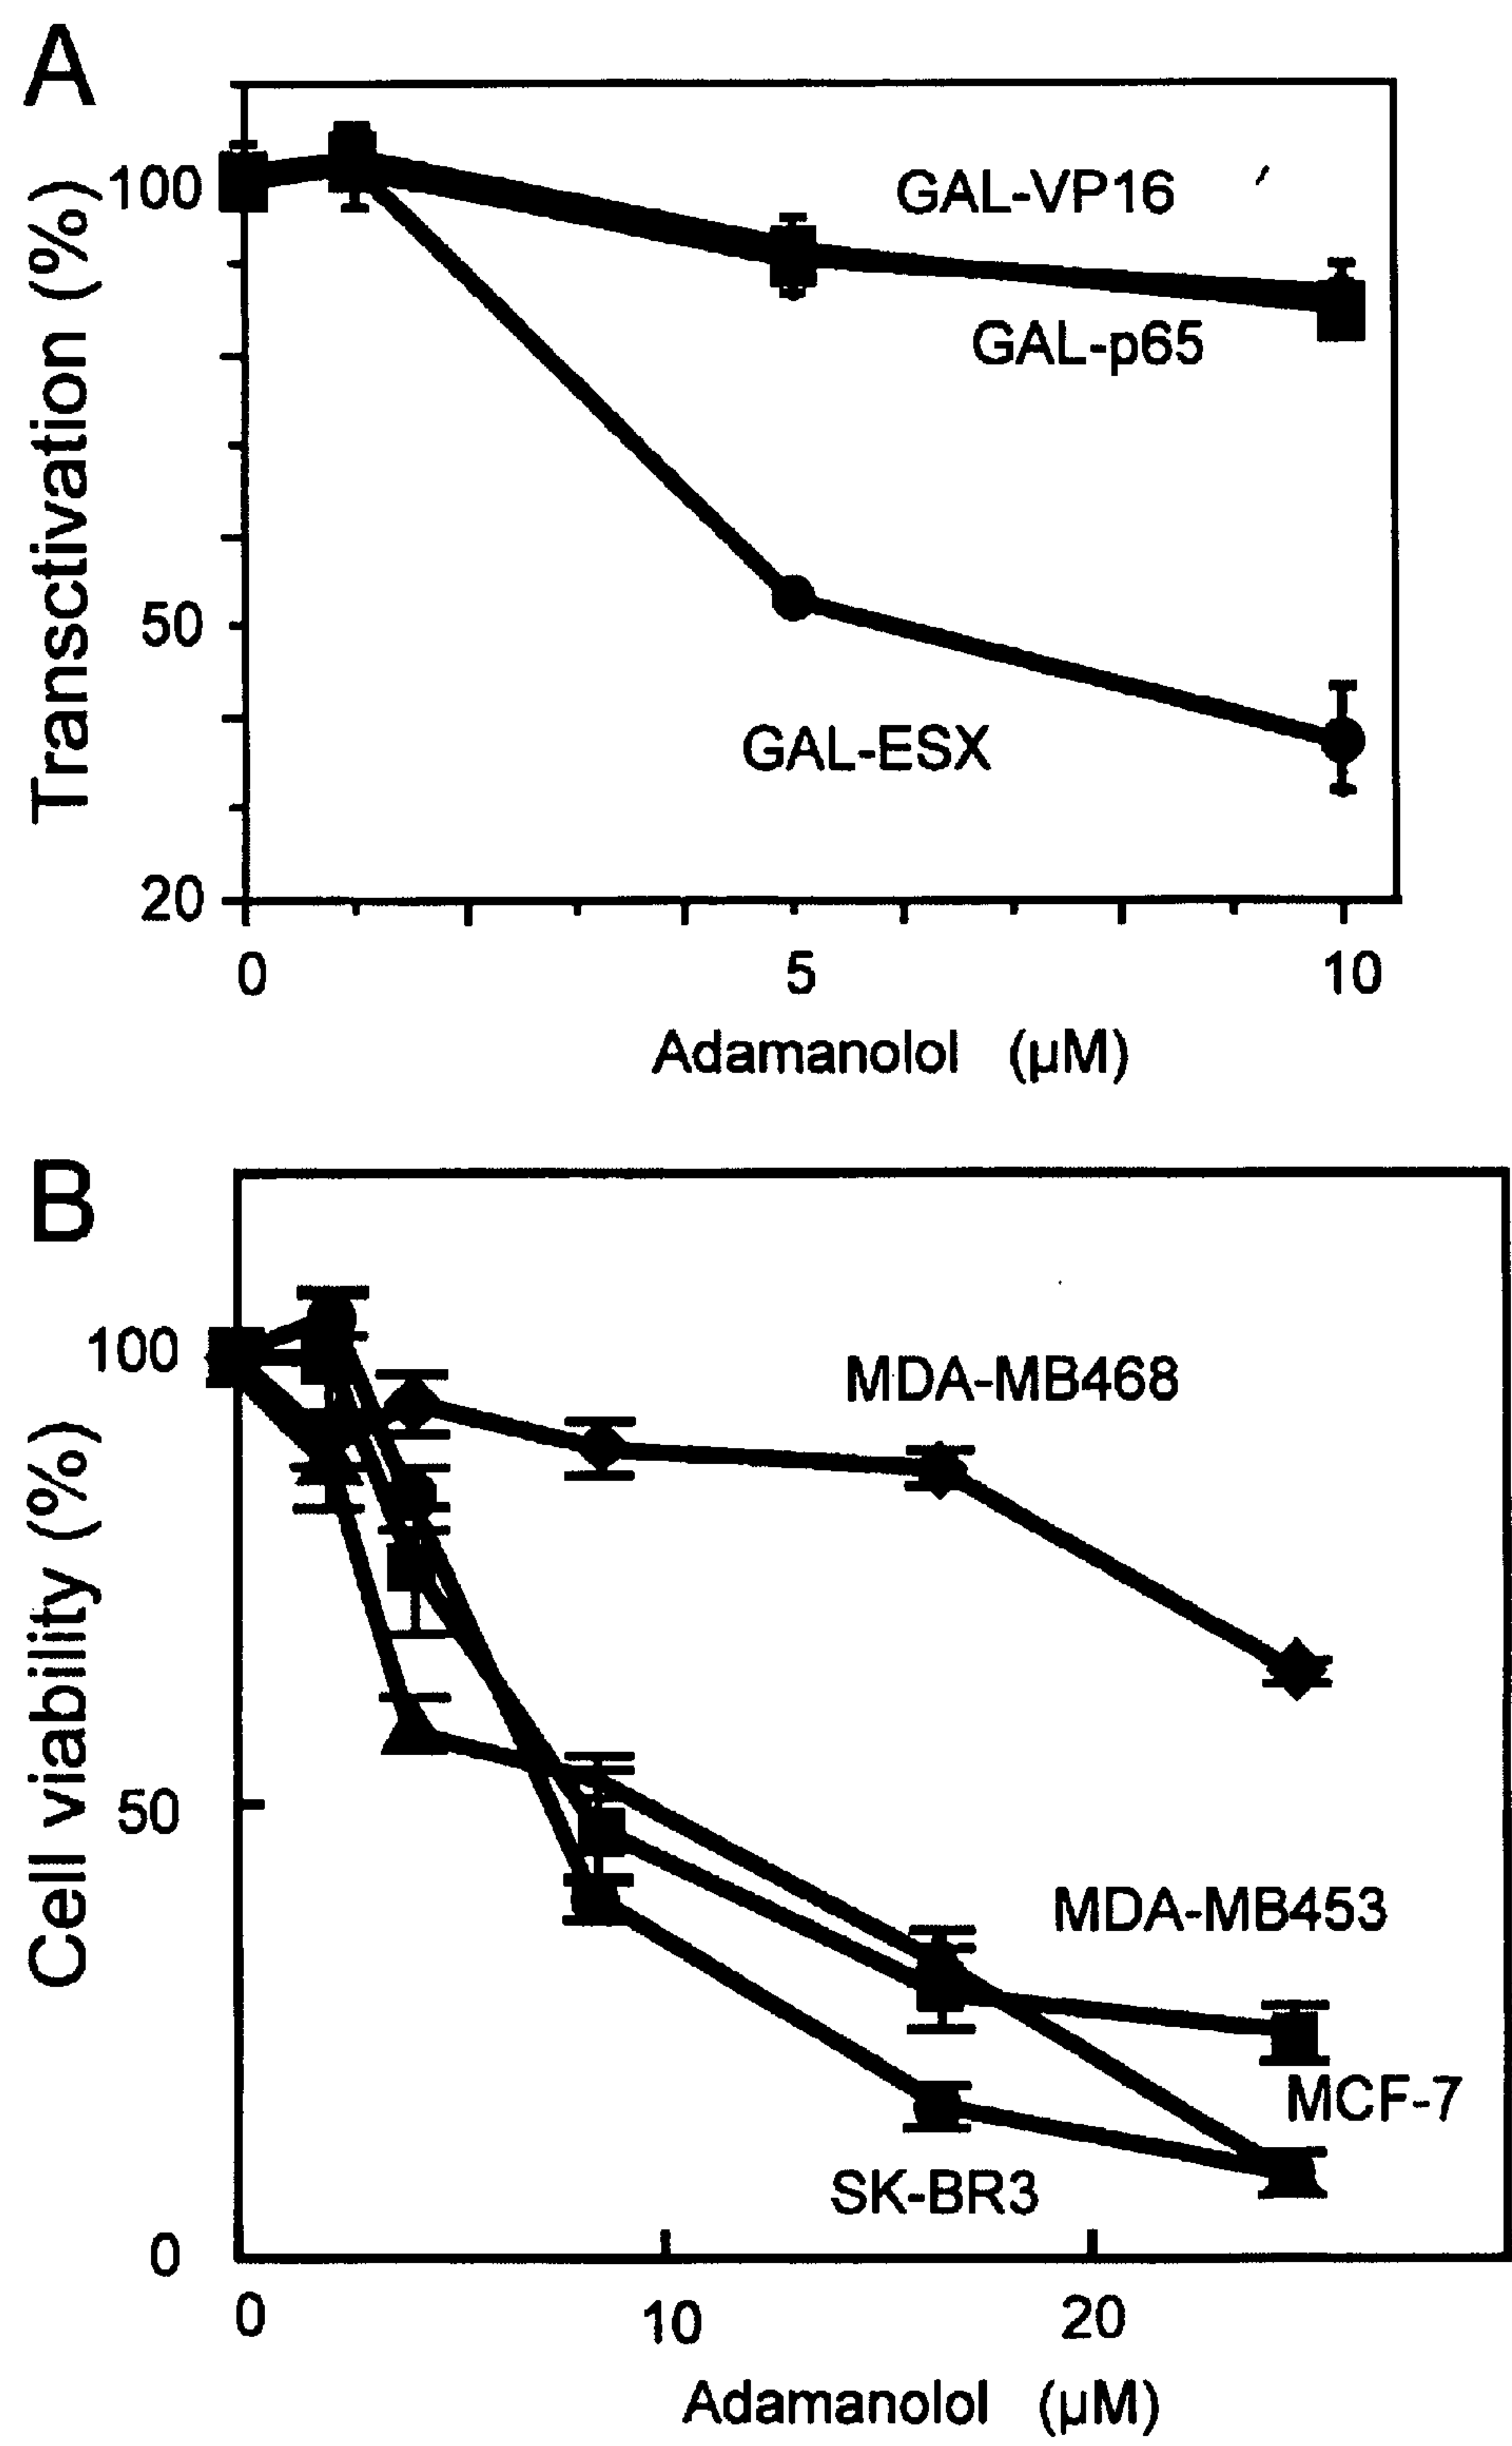 A
Transctivation (%)
100
50
20
GAL-VP16
GAL-p65
GAL-ESX
0 5 10
Adamanolol (µM)
B
Cell viability (%)
100
50
0
MDA-MB468
MDA-MB453
MCF-7
SK-BR3
0 10 20
Adamanolol (µM)